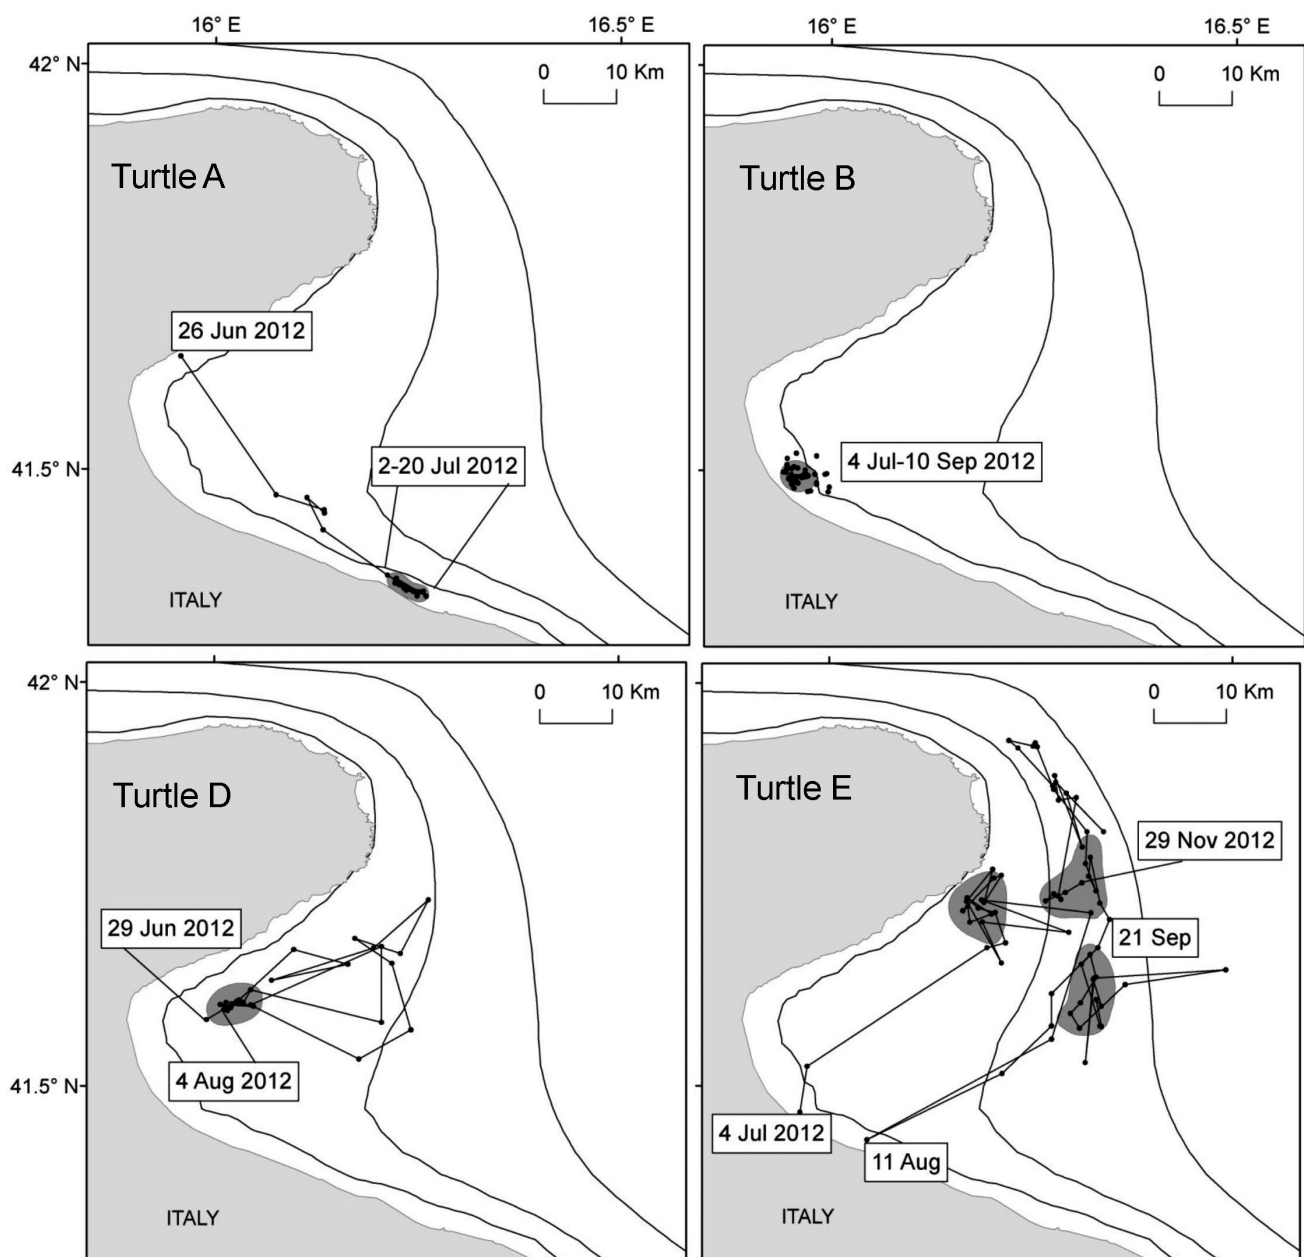 16° E
16.5° E
16° E
16.5° E
42° N
0 10 Km
0 10 Km
Turtle A
Turtle B
26 Jun 2012
2-20 Jul 2012
4 Jul-10 Sep 2012
41.5° N
ITALY
ITALY
42° N
0 10 Km
0 10 Km
Turtle D
Turtle E
29 Nov 2012
29 Jun 2012
21 Sep
4 Aug 2012
41.5° N
4 Jul 2012
11 Aug
ITALY
ITALY